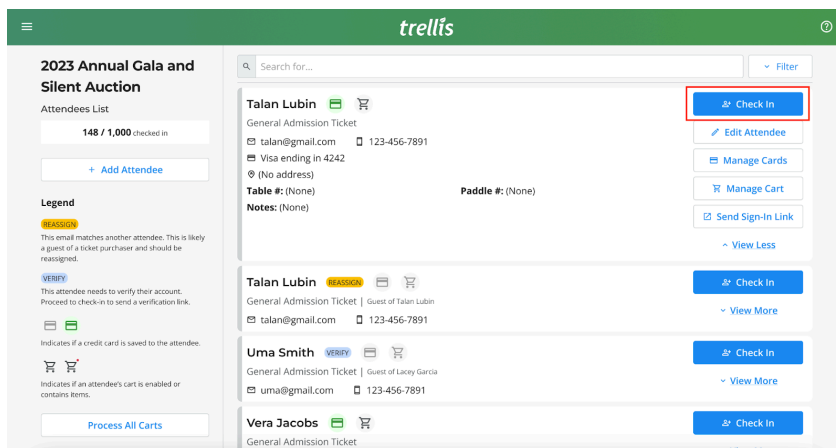 trellis
2023 Annual Gala and
Silent Auction
Attendees List
148 / 1,000 checked in
+ Add Attendee
Legend
REASSIGN
This email matches another attendee. This is likely
a guest of a ticket purchaser and should be
reassigned.
VERIFY
This attendee needs to verify their account.
Proceed to check-in to send a verification link.
Indicates if a credit card is saved to the attendee.
Indicates if an attendee's cart is enabled or
contains items.
Process All Carts
Search for...
Filter
Talan Lubin
General Admission Ticket
talan@gmail.com 123-456-7891
Visa ending in 4242
(No address)
Table #: (None) Paddle #: (None)
Notes: (None)
Check In
Edit Attendee
Manage Cards
Manage Cart
Send Sign-In Link
View Less
Talan Lubin REASSIGN
General Admission Ticket | Guest of Talan Lubin
talan@gmail.com 123-456-7891
Check In
View More
Uma Smith VERIFY
General Admission Ticket | Guest of Lacey Garcia
uma@gmail.com 123-456-7891
Check In
View More
Vera Jacobs
General Admission Ticket
Check In